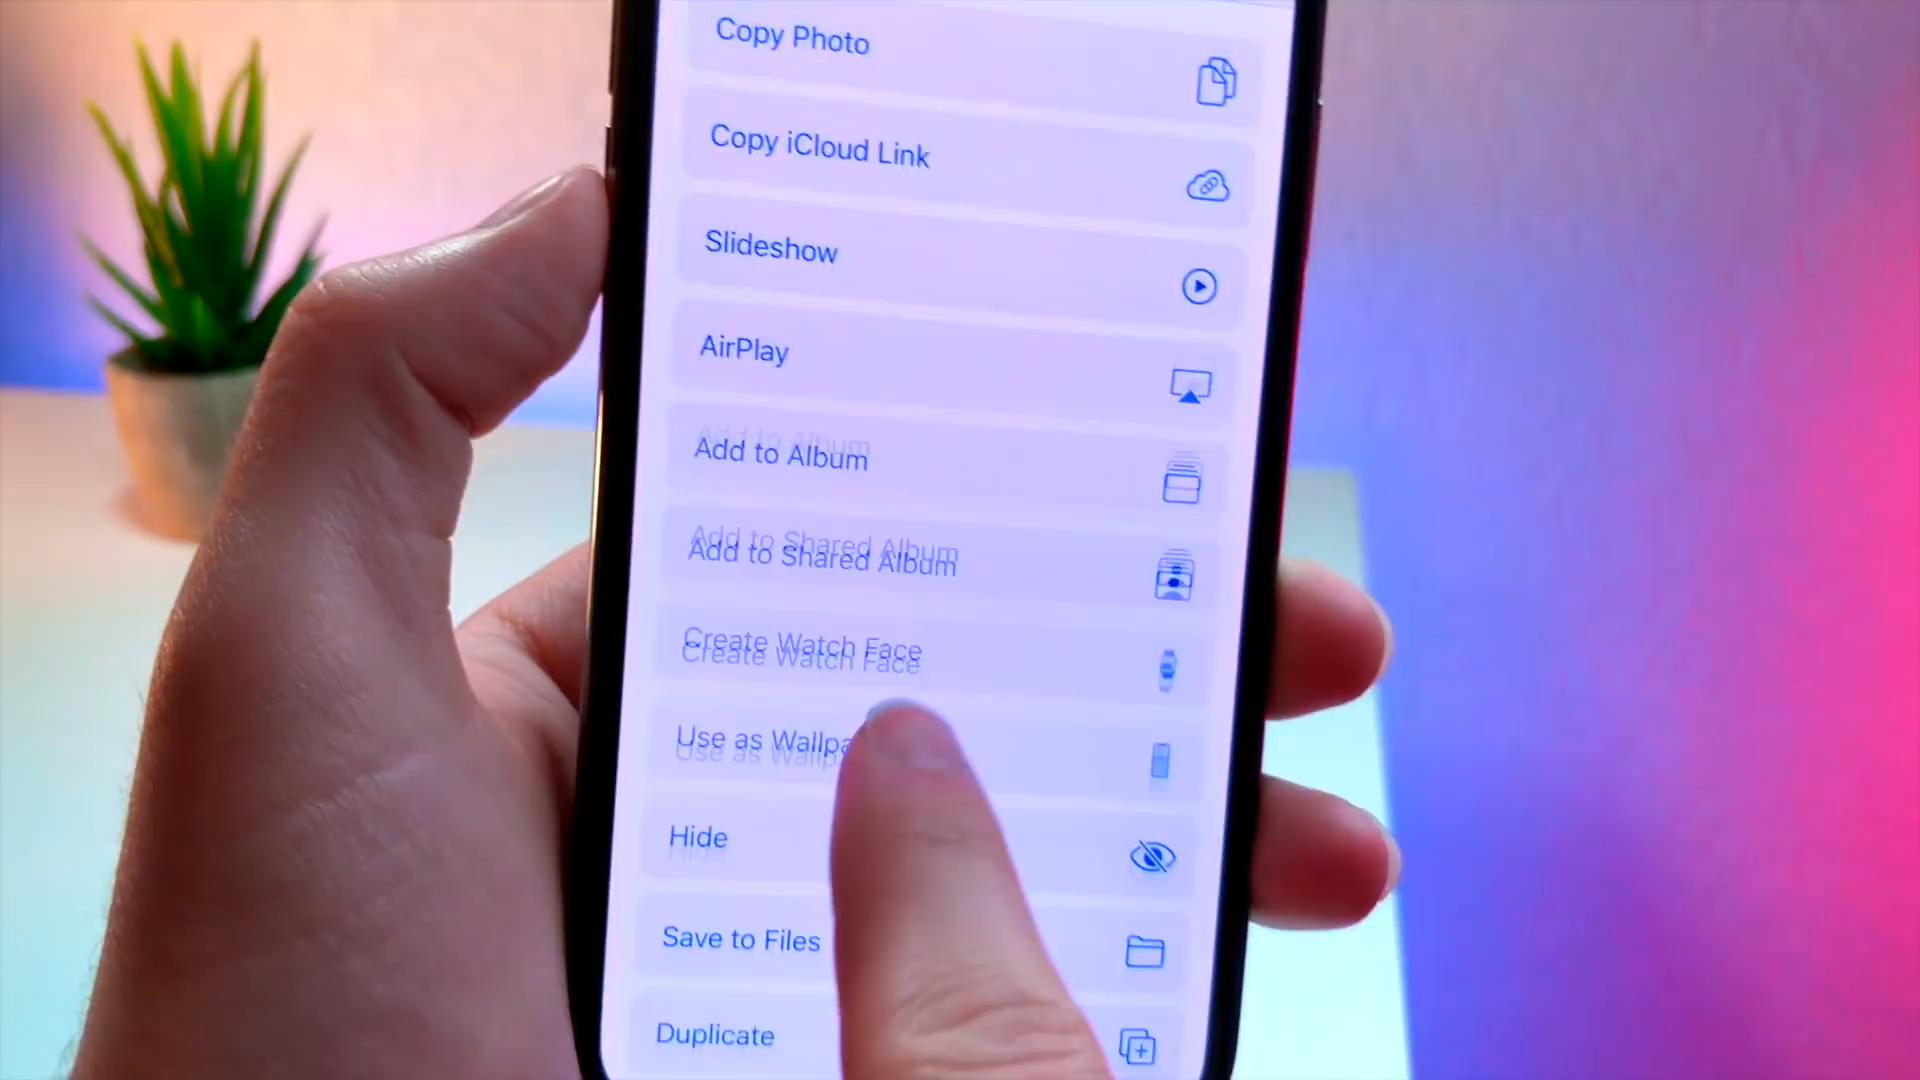 Copy Photo
Copy iCloud Link
Slideshow
AirPlay
Add to Album
Add to Shared Album
Create Watch Face
Use as Wallpa
Hide
Save to Files
Duplicate